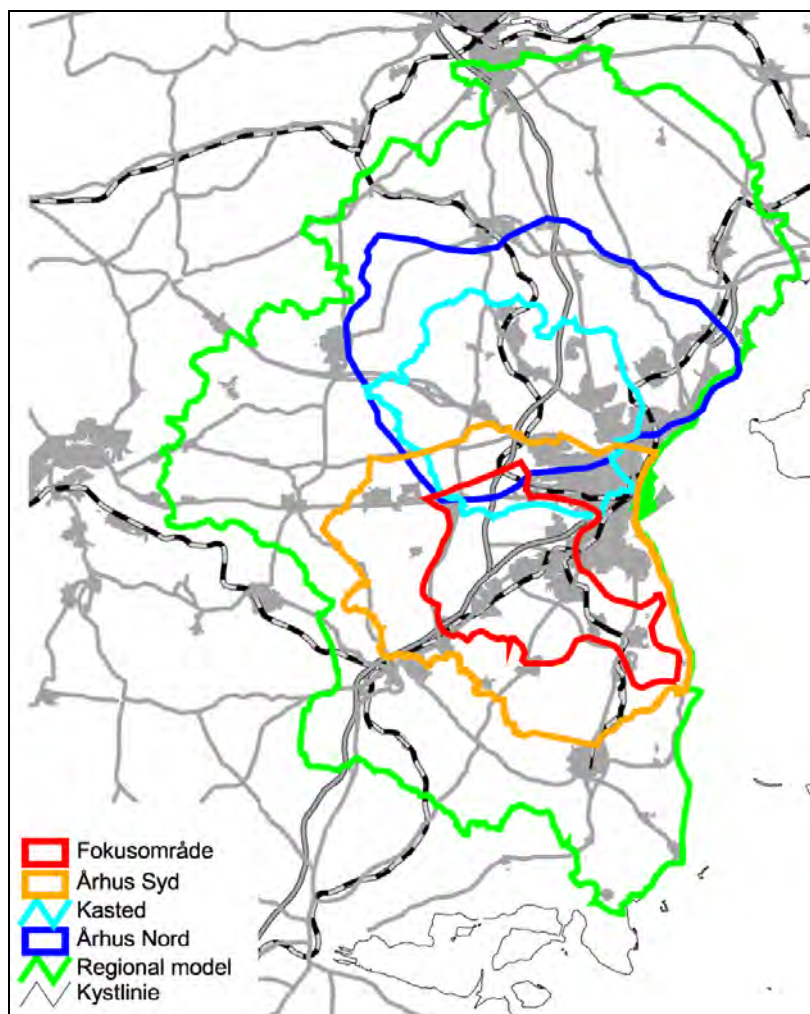 Fokusområde
Århus Syd
Kasted
Århus Nord
Regional model
Kystlinie